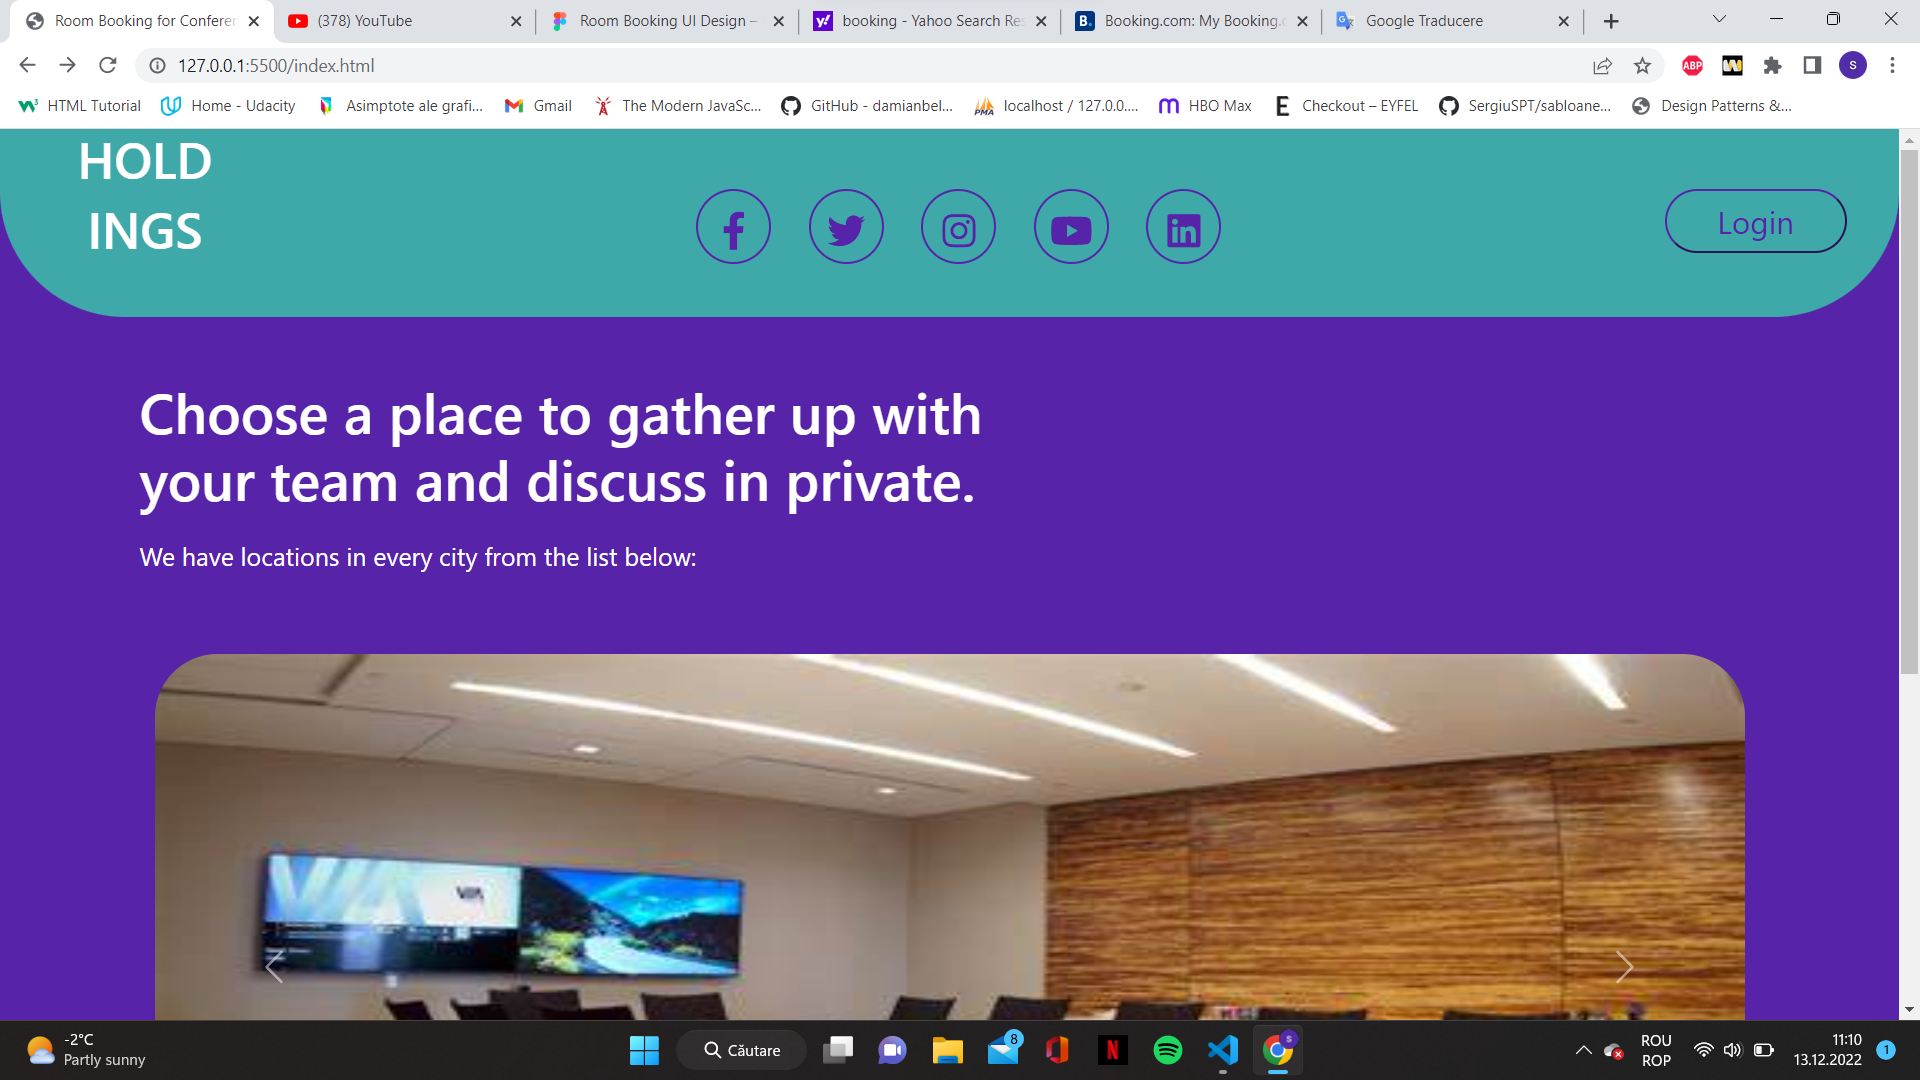 Room Booking for Conferen
(378) YouTube
Room Booking UI Design –
booking - Yahoo Search Res
Booking.com: My Booking.c
Google Traducere
127.0.0.1:5500/index.html
ABP
S
HTML Tutorial
Home - Udacity
Asimptote ale grafi...
Gmail
The Modern JavaSc...
GitHub - damianbel...
localhost / 127.0.0....
HBO Max
Checkout – EYFEL
SergiuSPT/sabloane...
Design Patterns &...
HOLD
INGS
Login
Choose a place to gather up with
your team and discuss in private.
We have locations in every city from the list below:
-2°C
Partly sunny
Căutare
8
ROU
ROP
11:10
13.12.2022
1